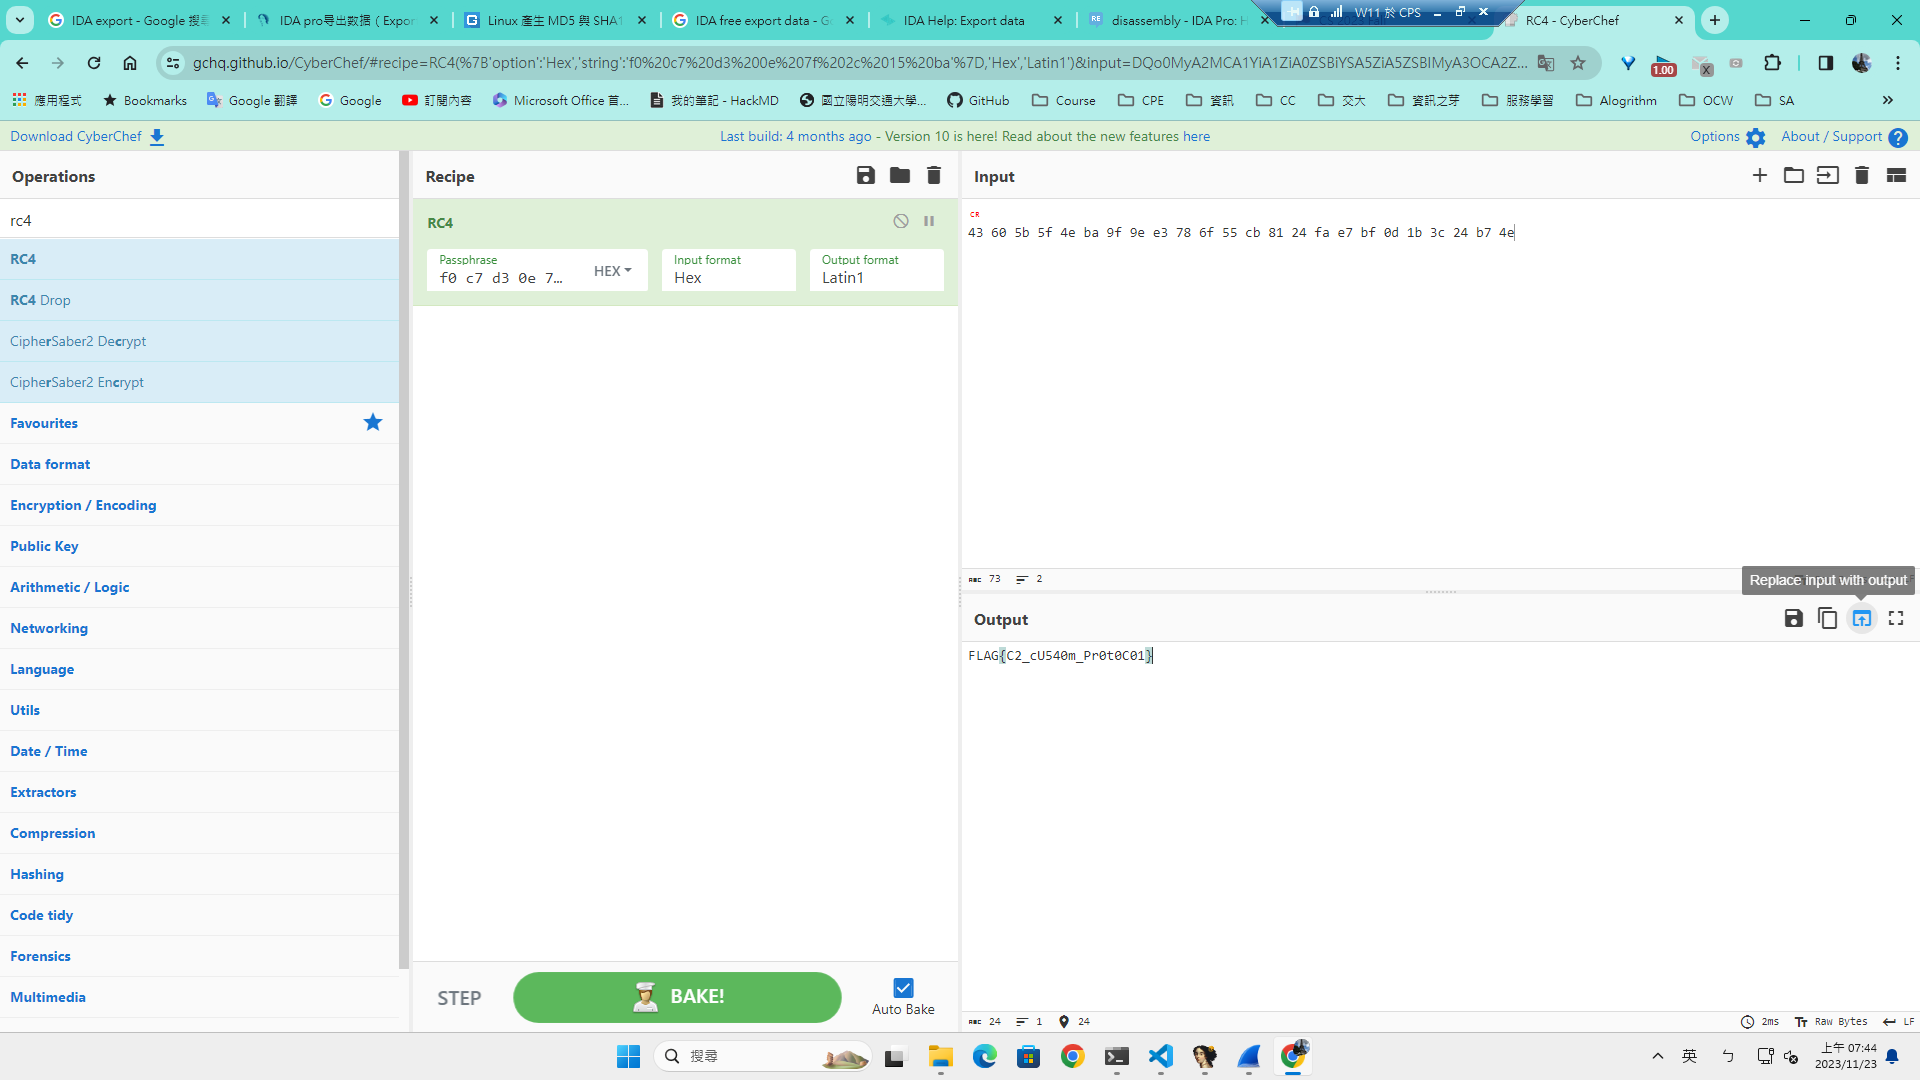 IDA export - Google 搜尋
IDA pro导出数据 ( Expor
Linux 產生 MD5 與 SHA1
IDA free export data - Go
IDA Help: Export data
disassembly - IDA Pro: H
W11 於 CPS
RC4 - CyberChef
gchq.github.io/CyberChef/#recipe=RC4(%7B'option':'Hex','string':'f0%20c7%20d3%200e%207f%202c%2015%20ba'%7D,'Hex','Latin1')&input=DQo0MyA2MCA1YiA1ZiA0ZSBiYSA5ZiA5ZSBlMyA3OCA2Z...
1.00
X
應用程式
Bookmarks
Google 翻譯
Google
訂閱內容
Microsoft Office 首...
我的筆記 - HackMD
國立陽明交通大學...
GitHub
Course
CPE
資訊
CC
交大
資訊之芽
服務學習
Alogrithm
OCW
SA
Download CyberChef
Last build: 4 months ago - Version 10 is here! Read about the new features here
Options
About / Support
Operations
rc4
RC4
RC4 Drop
CipherSaber2 Decrypt
CipherSaber2 Encrypt
Favourites
Data format
Encryption / Encoding
Public Key
Arithmetic / Logic
Networking
Language
Utils
Date / Time
Extractors
Compression
Hashing
Code tidy
Forensics
Multimedia
Recipe
RC4
Passphrase
f0 c7 d3 0e 7…
HEX
Input format
Hex
Output format
Latin1
STEP
BAKE!
Auto Bake
Input
CR
43 60 5b 5f 4e ba 9f 9e e3 78 6f 55 cb 81 24 fa e7 bf 0d 1b 3c 24 b7 4e
ABC 73
2
Replace input with output
Output
FLAG{C2_cU540m_Pr0t0C01}
ABC 24
1
24
2ms
Raw Bytes
LF
搜尋
英
ㄅ
上午 07:44
2023/11/23